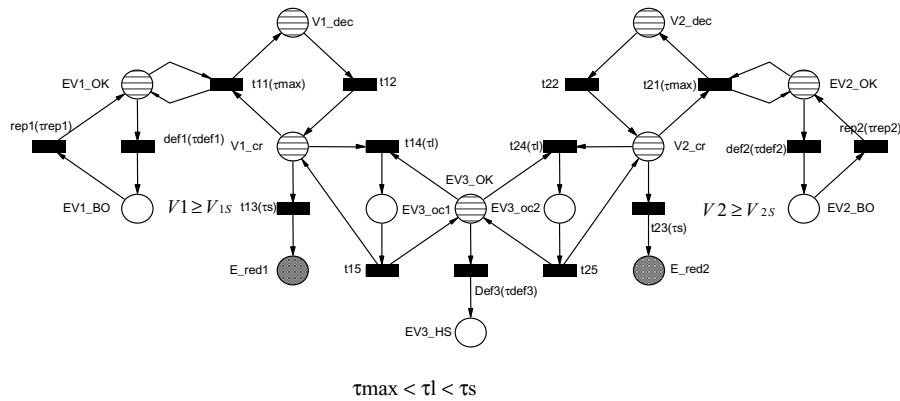 V1_dec
V2_dec
EV1_OK
t11(τmax)
t12
t22
t21(τmax)
EV2_OK
rep1(τrep1)
def1(τdef1)
V1_cr
t14(τl)
t24(τl)
V2_cr
def2(τdef2)
rep2(τrep2)
EV3_OK
EV1_BO
V1 ≥ V1s
t13(τs)
EV3_oc1
EV3_oc2
t23(τs)
V2 ≥ V2s
EV2_BO
E_red1
t15
t25
E_red2
Def3(τdef3)
EV3_HS
τmax < τl < τs